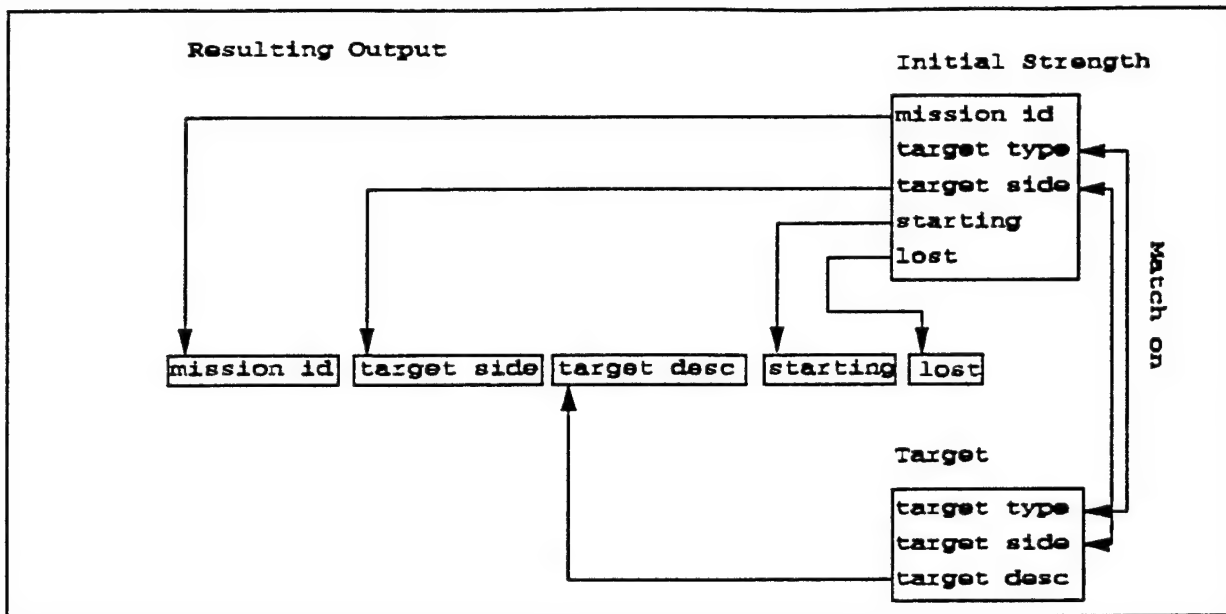 Resulting Output
Initial Strength
mission id
target type
target side
starting
lost
Match on
mission id target side target desc starting lost
Target
target type
target side
target desc